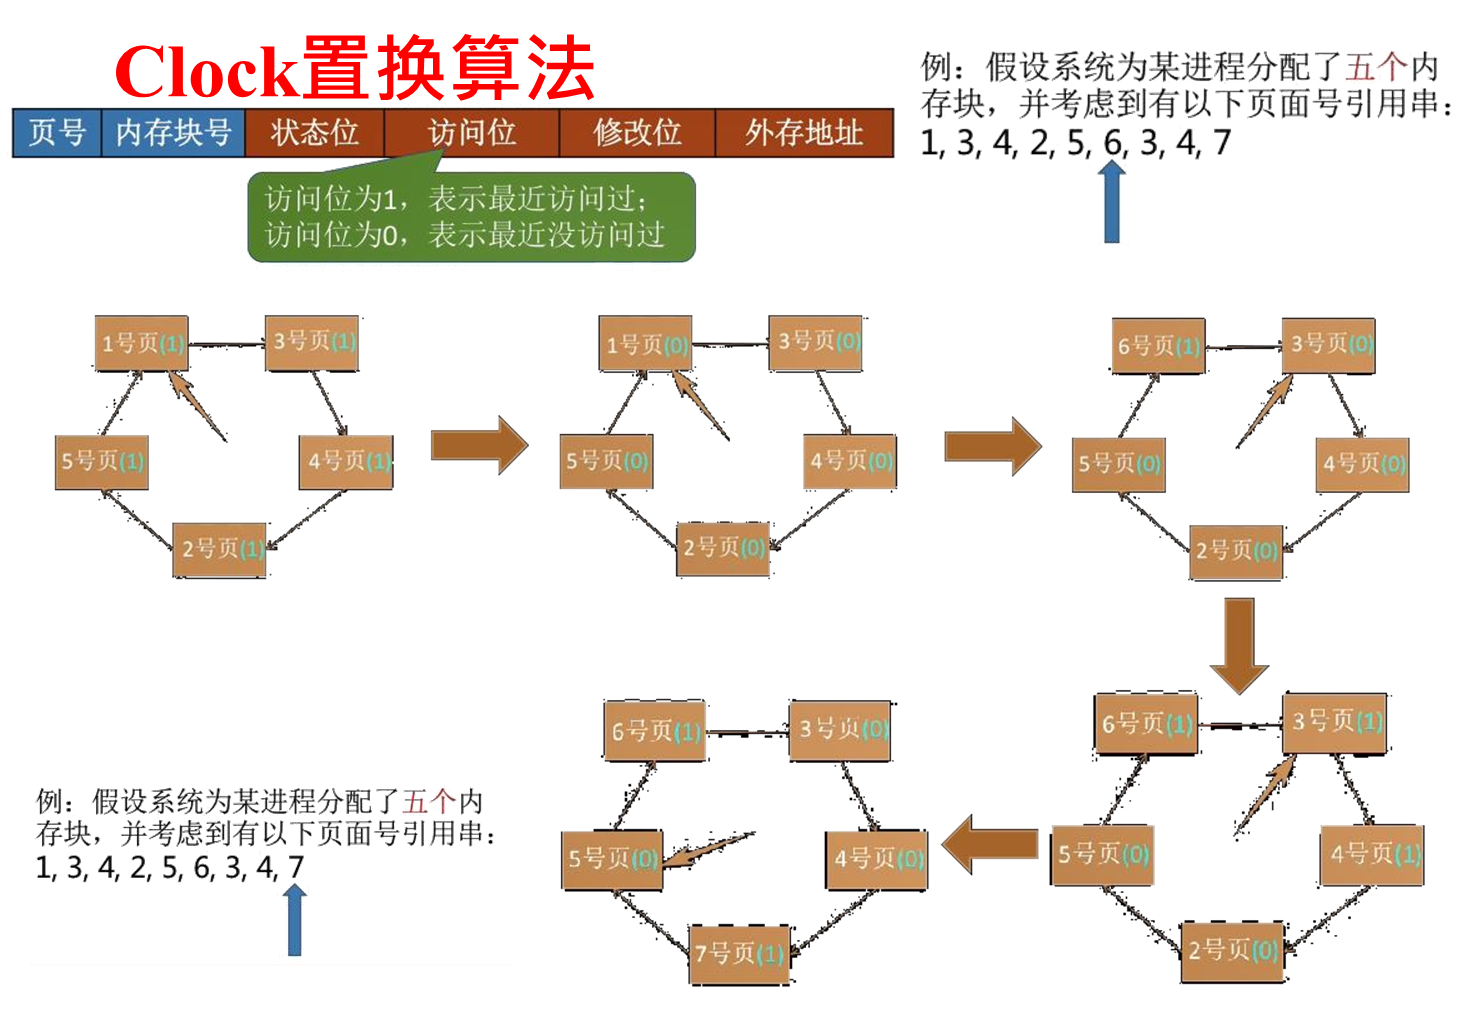 Clock置换算法
页号 内存块号 状态位 访问位 修改位 外存地址
访问位为1，表示最近访问过；
访问位为0，表示最近没访问过
例：假设系统为某进程分配了五个内
存块，并考虑到有以下页面号引用串：
1, 3, 4, 2, 5, 6, 3, 4, 7
1号页(1)
3号页(1)
5号页(1)
4号页(1)
2号页(1)
1号页(0)
3号页(0)
5号页(0)
4号页(0)
2号页(0)
6号页(1)
3号页(0)
5号页(0)
4号页(0)
2号页(0)
6号页(1)
3号页(1)
5号页(0)
4号页(1)
2号页(0)
6号页(1)
3号页(0)
5号页(0)
4号页(0)
7号页(1)
例：假设系统为某进程分配了五个内
存块，并考虑到有以下页面号引用串：
1, 3, 4, 2, 5, 6, 3, 4, 7